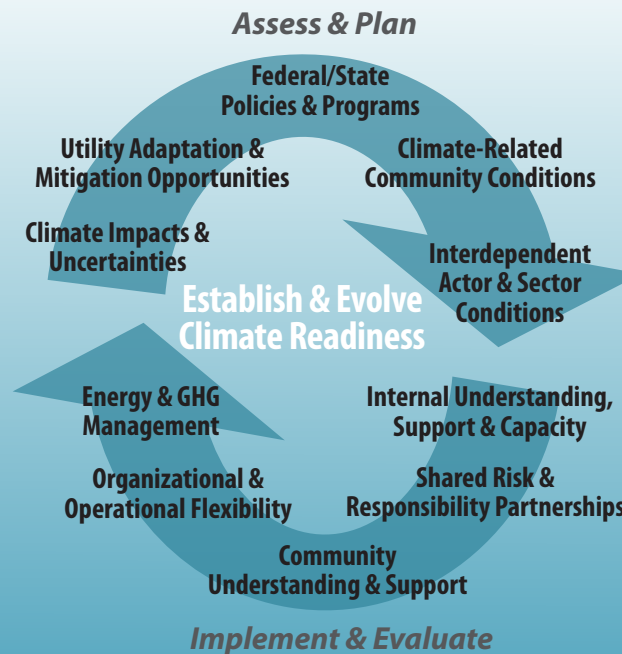 Assess & Plan
Federal/State
Policies & Programs
Utility Adaptation &
Mitigation Opportunities
Climate-Related
Community Conditions
Climate Impacts &
Uncertainties
Interdependent
Actor & Sector
Conditions
Establish & Evolve
Climate Readiness
Energy & GHG
Management
Internal Understanding,
Support & Capacity
Organizational &
Operational Flexibility
Shared Risk &
Responsibility Partnerships
Community
Understanding & Support
Implement & Evaluate